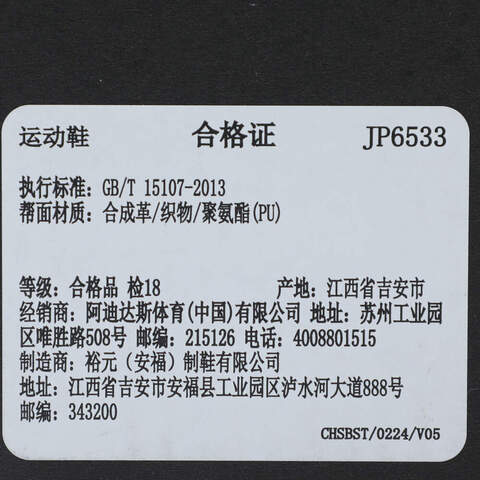 运动鞋 合格证 JP6533
执行标准：GB/T 15107-2013
帮面材质：合成革/织物/聚氨酯(PU)
等级：合格品 检18 产地：江西省吉安市
经销商：阿迪达斯体育(中国)有限公司 地址：苏州工业园
区唯胜路508号 邮编：215126 电话：4008801515
制造商：裕元（安福）制鞋有限公司
地址：江西省吉安市安福县工业园区泸水河大道888号
邮编：343200
CHSBST/0224/V05